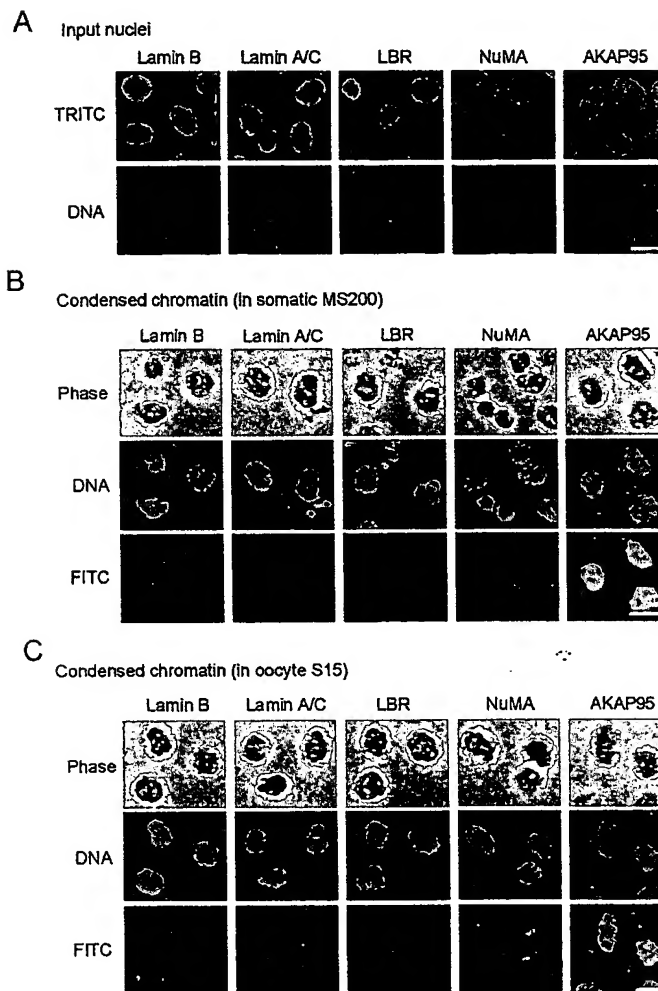 A
Input nuclei
Lamin B Lamin A/C LBR NuMA AKAP95
TRITC
DNA
B
Condensed chromatin (in somatic MS200)
Lamin B Lamin A/C LBR NuMA AKAP95
Phase
DNA
FITC
C
Condensed chromatin (in oocyte S15)
Lamin B Lamin A/C LBR NuMA AKAP95
Phase
DNA
FITC